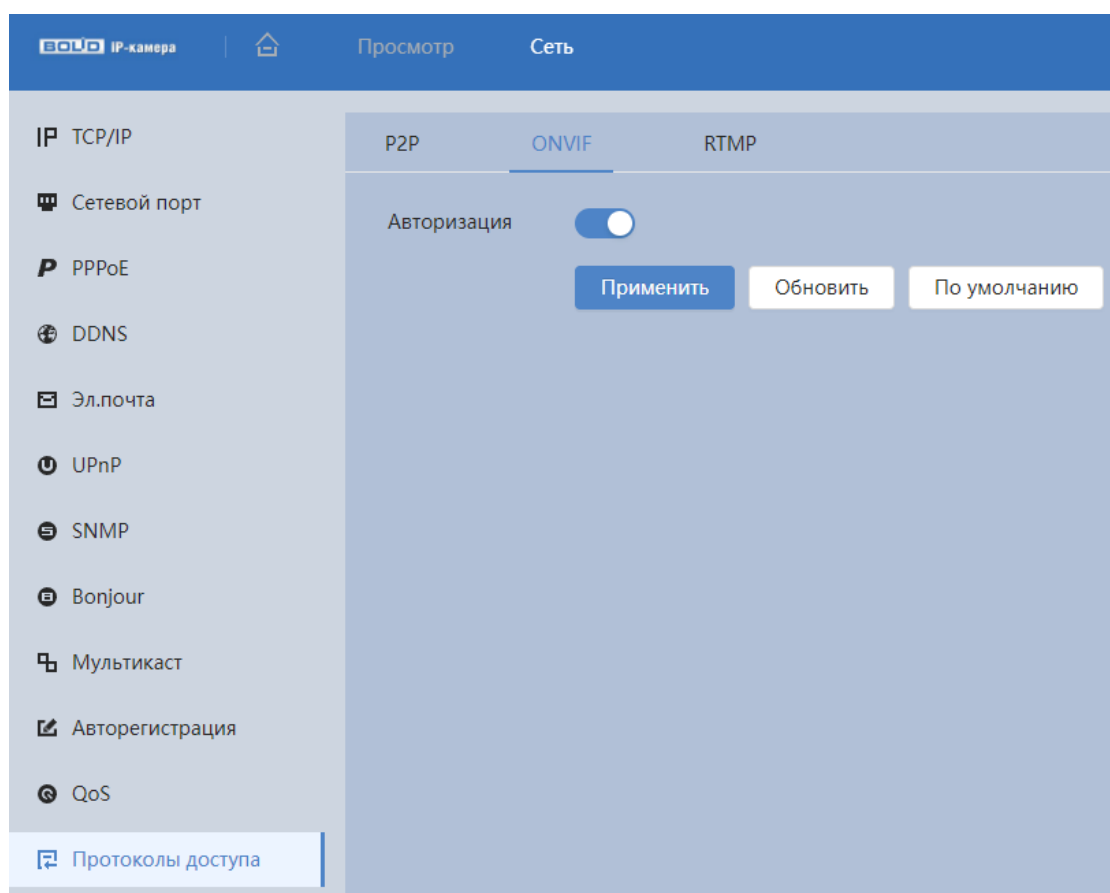 BOLID IP-камера
Просмотр
Сеть
TCP/IP
Сетевой порт
PPPoE
DDNS
Эл.почта
UPnP
SNMP
Bonjour
Мультикаст
Авторегистрация
QoS
Протоколы доступа
P2P
ONVIF
RTMP
Авторизация
Применить
Обновить
По умолчанию